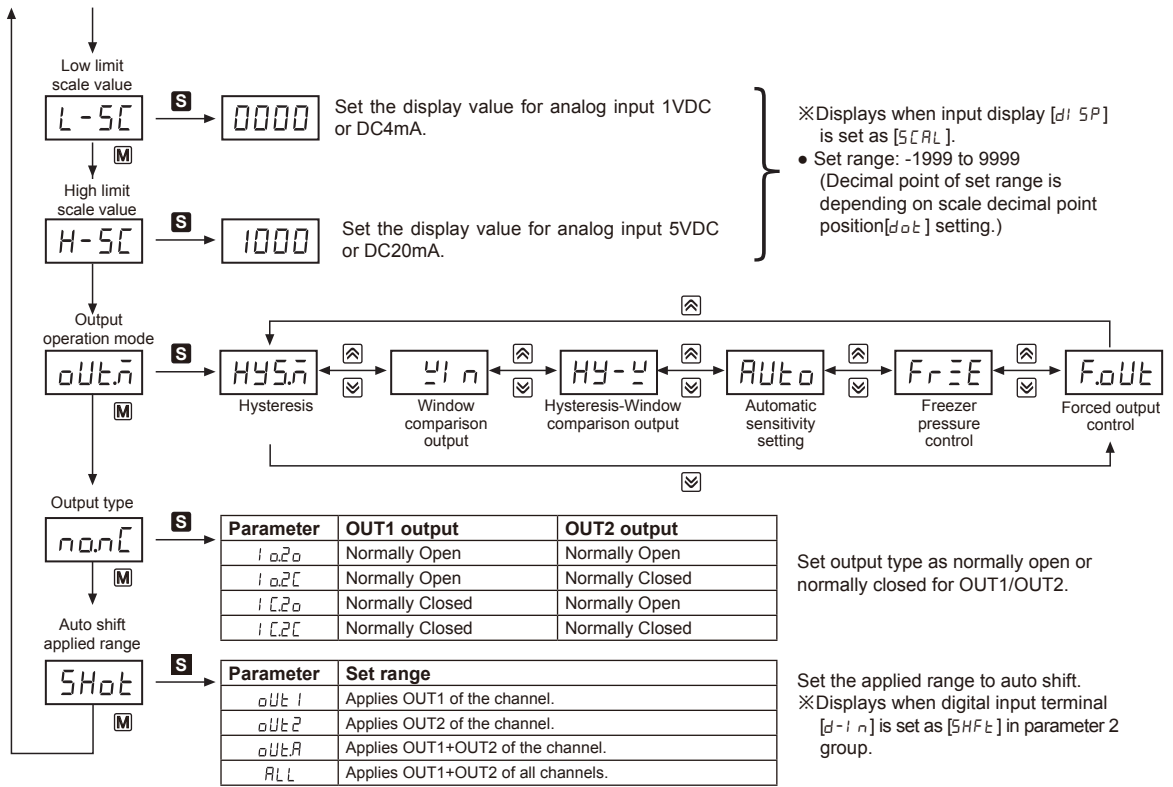 Low limit
scale value
L-SC
S
0000
Set the display value for analog input 1VDC
or DC4mA.
M
High limit
scale value
H-SC
S
1000
Set the display value for analog input 5VDC
or DC20mA.
※Displays when input display [dI SP]
is set as [SCAL].
● Set range: -1999 to 9999
(Decimal point of set range is
depending on scale decimal point
position[dot] setting.)
Output
operation mode
oUt.m
S
HYS.m
Hysteresis
WI n
Window
comparison
output
HY-W
Hysteresis-Window
comparison output
AUto
Automatic
sensitivity
setting
FrZE
Freezer
pressure
control
F.oUt
Forced output
control
M
Output type
no.nC
S
Parameter OUT1 output OUT2 output
1o.2o Normally Open Normally Open
1o.2C Normally Open Normally Closed
1C.2o Normally Closed Normally Open
1C.2C Normally Closed Normally Closed
Set output type as normally open or
normally closed for OUT1/OUT2.
M
Auto shift
applied range
SHot
S
Parameter Set range
oUt1 Applies OUT1 of the channel.
oUt2 Applies OUT2 of the channel.
oUt.A Applies OUT1+OUT2 of the channel.
ALL Applies OUT1+OUT2 of all channels.
Set the applied range to auto shift.
※Displays when digital input terminal
[d-I n] is set as [SHFt] in parameter 2
group.
M